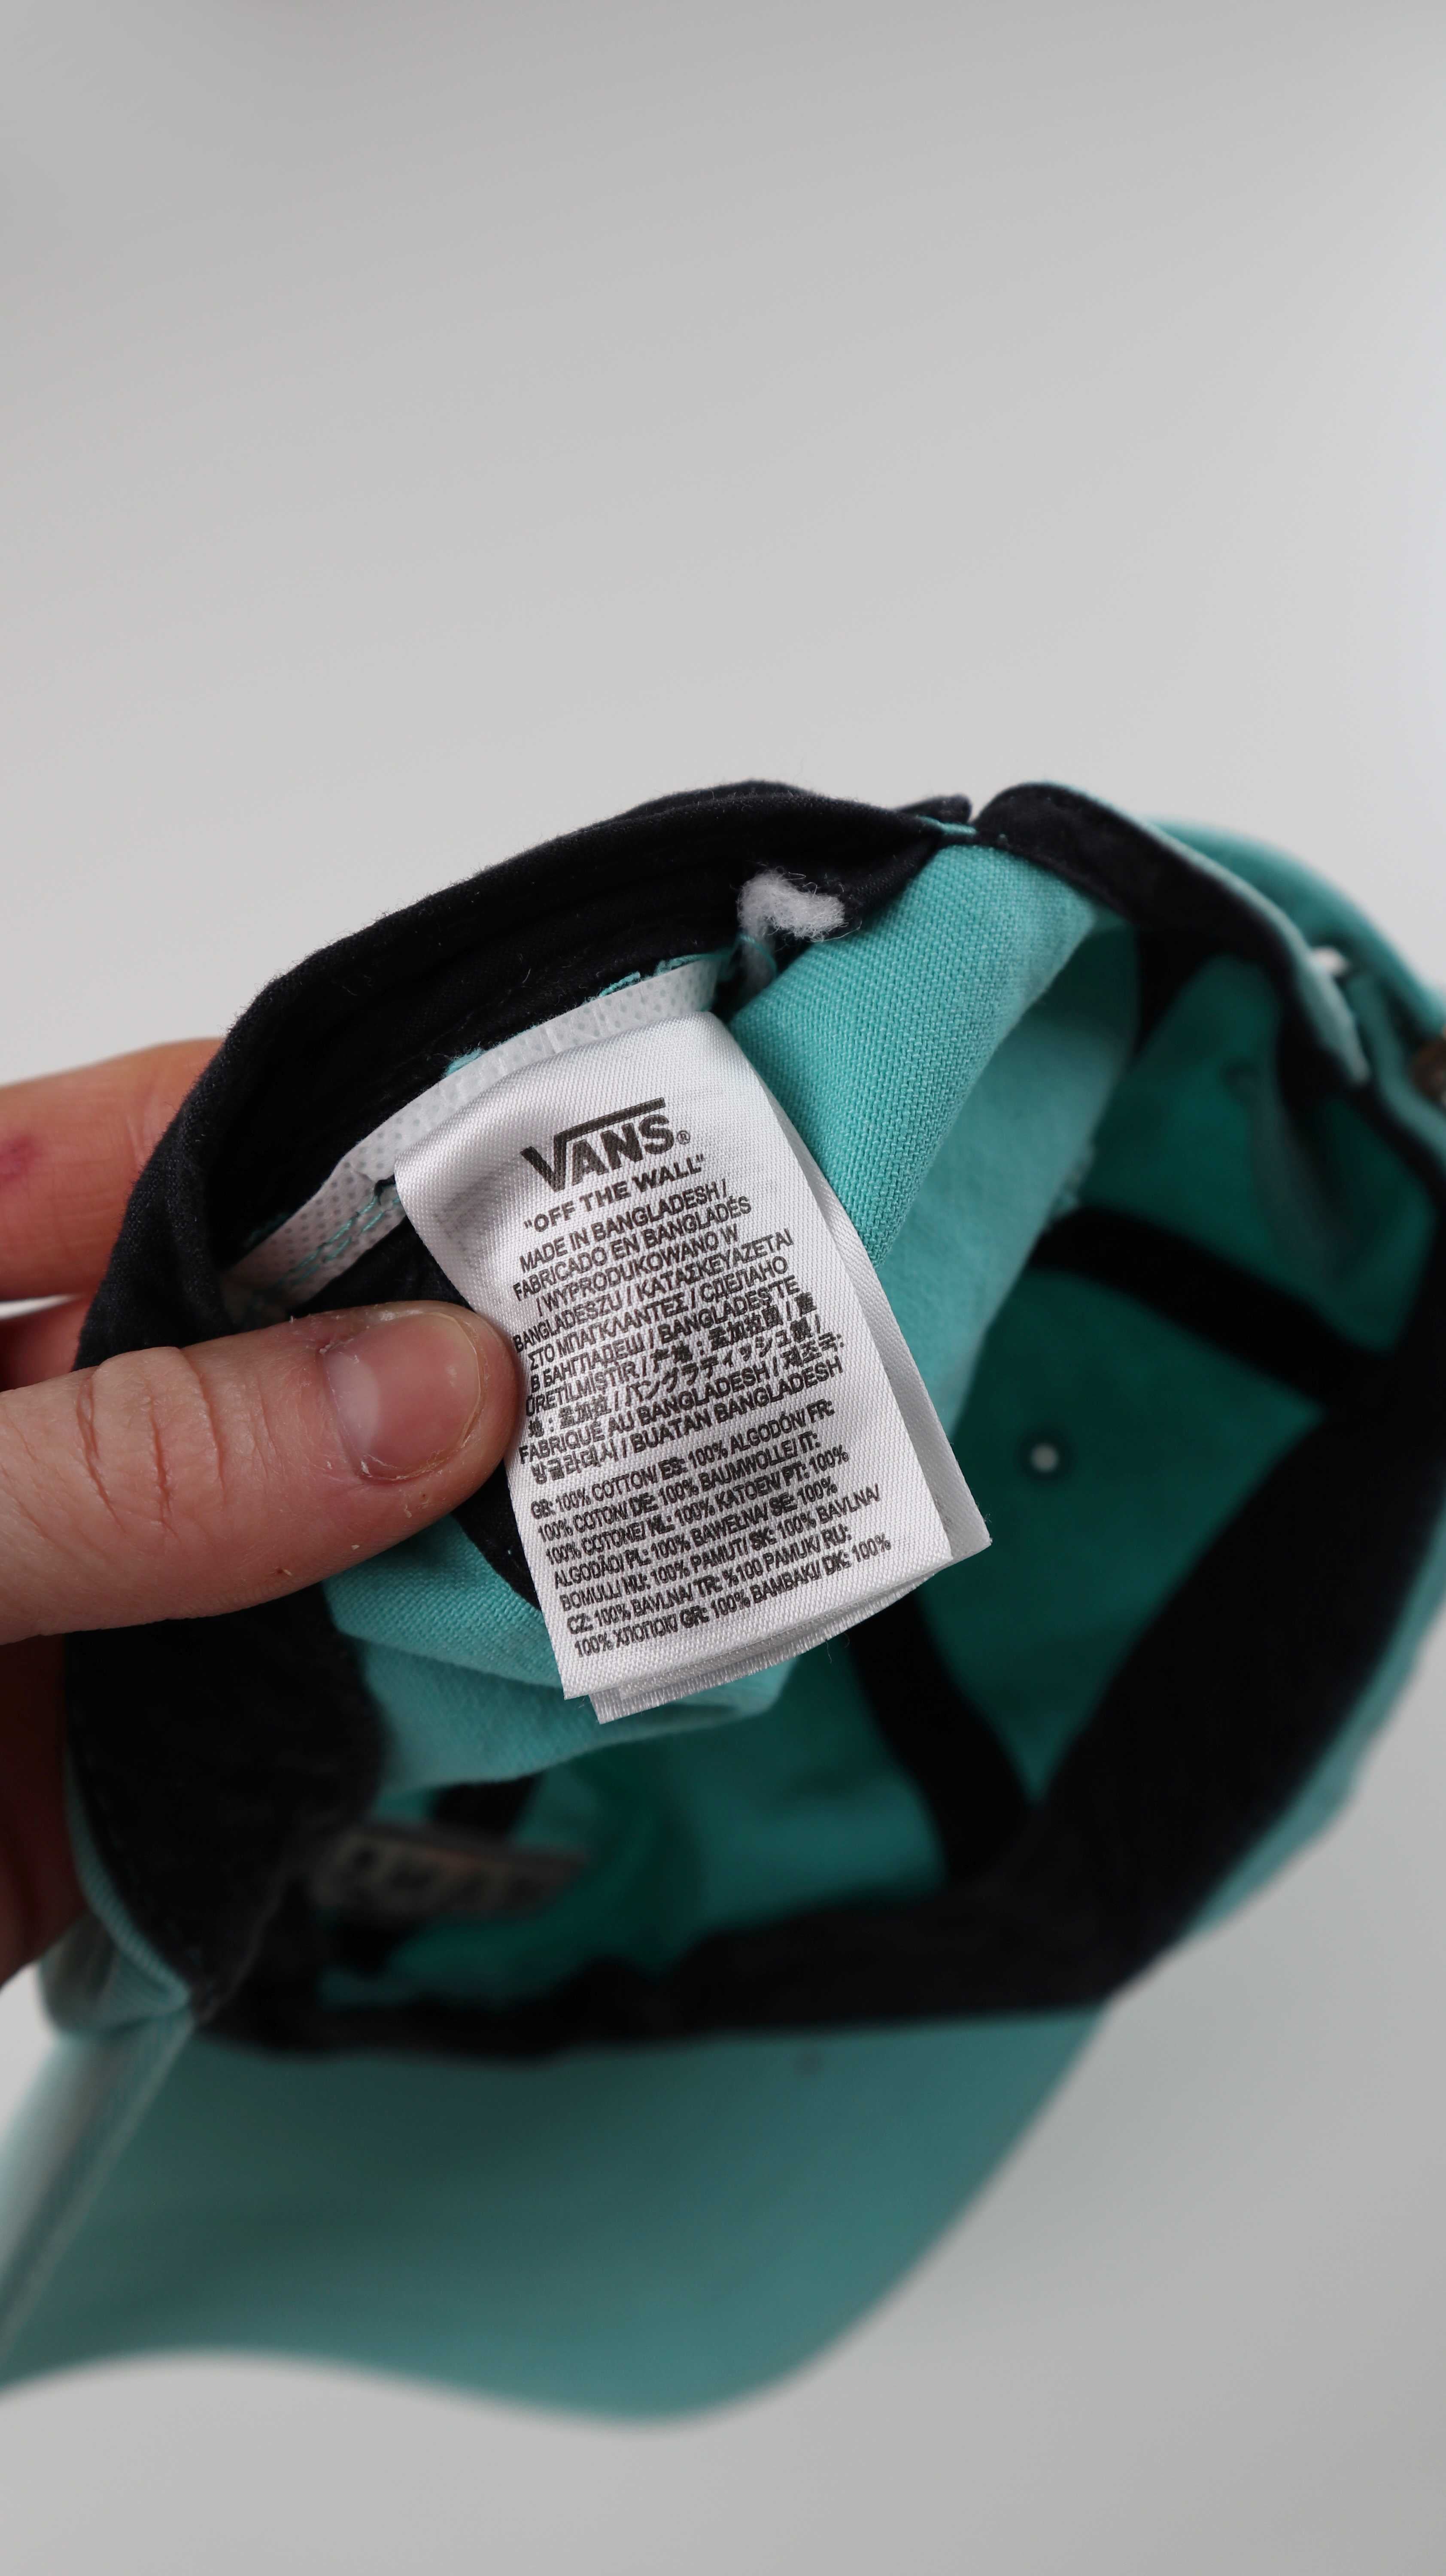 VANS®
"OFF THE WALL"
MADE IN BANGLADESH /
FABRICADO EN BANGLADÉS
/ WYPRODUKOWANO W
BANGLADESZU / ΚΑΤΑΣΚΕΥΑΖΕΤΑΙ
ΣΤΟ ΜΠΑΓΚΛΑΝΤΕΣ / СДЕЛАНО
В БАНГЛАДЕШ / BANGLADEŞ'TE
ÜRETİLMİŞTİR / 产地 : 孟加拉国 / 產
地 : 孟加拉 / バングラディッシュ製 /
FABRIQUÉ AU BANGLADESH / 제조국:
방글라데시 / BUATAN BANGLADESH
GB: 100% COTTON/ ES: 100% ALGODÓN/ FR:
100% COTON/ DE: 100% BAUMWOLLE/ IT:
100% COTONE/ NL: 100% KATOEN/ PT: 100%
ALGODÃO/ PL: 100% BAWEŁNA/ SE: 100%
BOMULL/ HU: 100% PAMUT/ SK: 100% BAVLNA/
CZ: 100% BAVLNA/ TR: %100 PAMUK/ RU:
100% ХЛОПОК/ GR: 100% ΒΑΜΒΑΚΙ/ DK: 100%